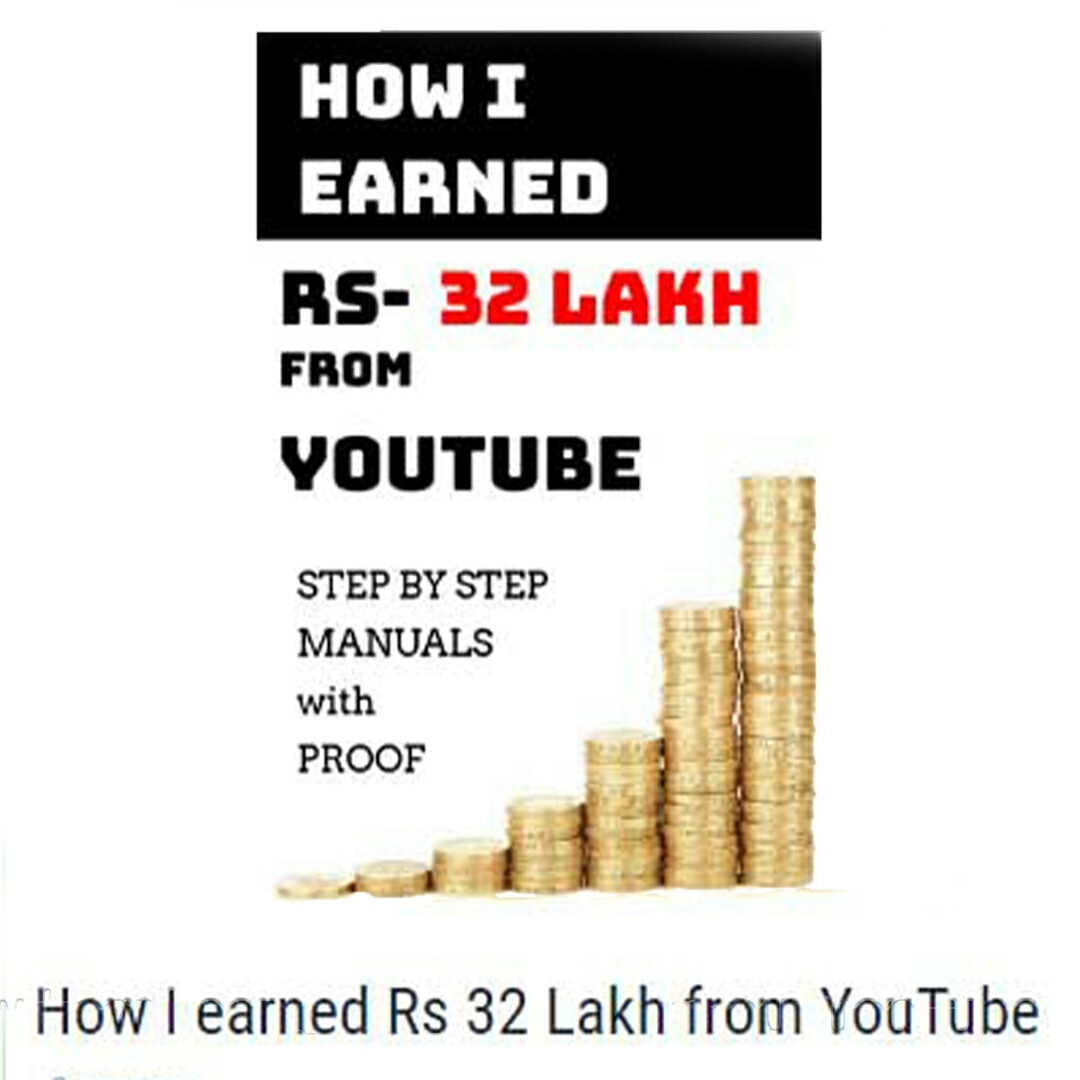 HOW I
EARNED
RS- 32 LAKH
FROM
YOUTUBE
STEP BY STEP
MANUALS
with
PROOF
How I earned Rs 32 Lakh from YouTube